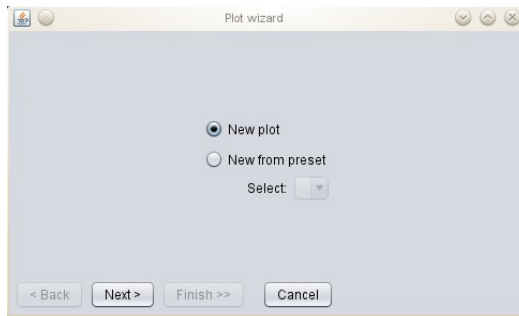 Plot wizard
New plot
New from preset
Select:
< Back Next > Finish >> Cancel